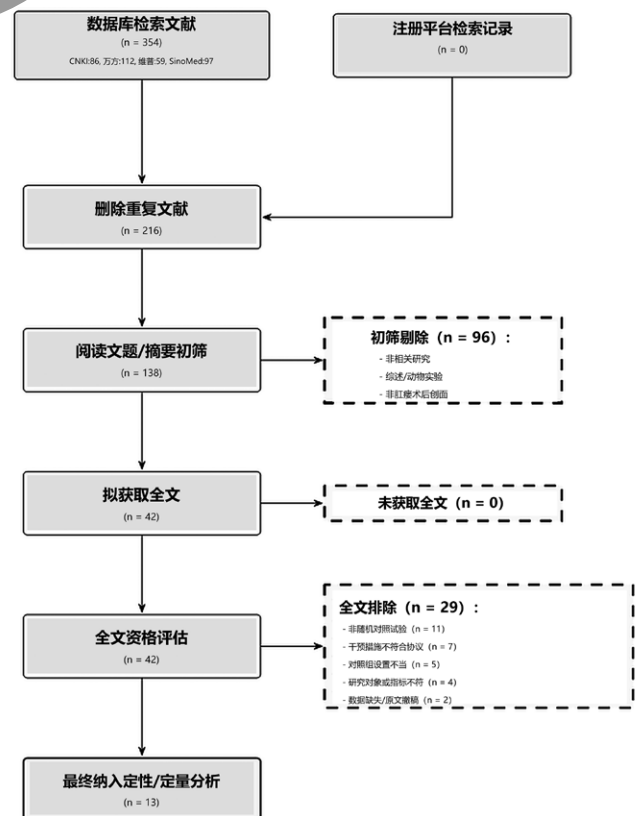 数据库检索文献
(n = 354)
CNKI:86, 万方:112, 维普:59, SinoMed:97
注册平台检索记录
(n = 0)
删除重复文献
(n = 216)
阅读文题/摘要初筛
(n = 138)
初筛剔除（n = 96）:
- 非相关研究
- 综述/动物实验
- 非肛瘘术后创面
拟获取全文
(n = 42)
未获取全文（n = 0）
全文资格评估
(n = 42)
全文排除（n = 29）:
- 非随机对照试验（n = 11）
- 干预措施不符合协议（n = 7）
- 对照组设置不当（n = 5）
- 研究对象或指标不符（n = 4）
- 数据缺失/原文撤稿（n = 2）
最终纳入定性/定量分析
(n = 13)